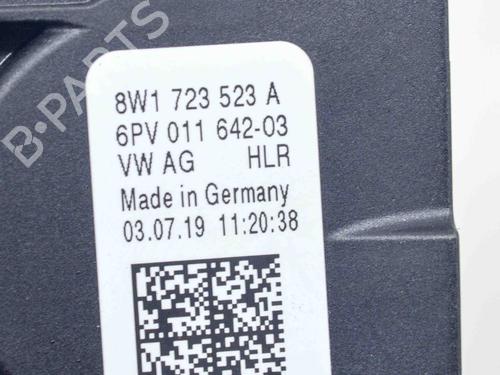 B-PARTS
8W1 723 523 A
6PV 011 642-03
VW AG HLR
Made in Germany
03.07.19 11:20:38